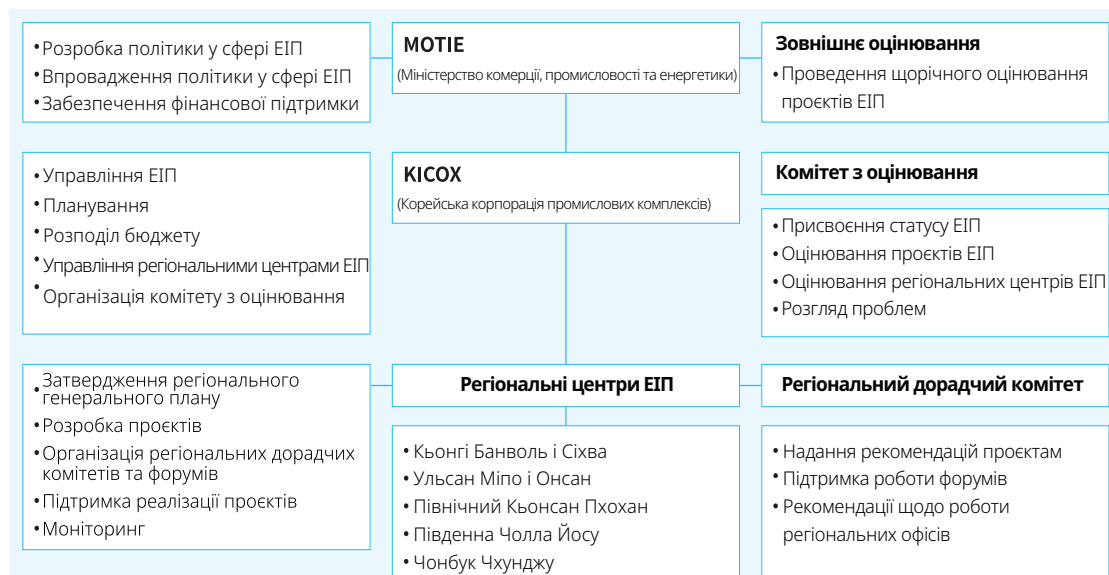 • Розробка політики у сфері ЕІП
• Впровадження політики у сфері ЕІП
• Забезпечення фінансової підтримки
MOTIE
(Міністерство комерції, промисловості та енергетики)
Зовнішнє оцінювання
• Проведення щорічного оцінювання
проєктів ЕІП
• Управління ЕІП
• Планування
• Розподіл бюджету
• Управління регіональними центрами ЕІП
• Організація комітету з оцінювання
KICOX
(Корейська корпорація промислових комплексів)
Комітет з оцінювання
• Присвоєння статусу ЕІП
• Оцінювання проєктів ЕІП
• Оцінювання регіональних центрів ЕІП
• Розгляд проблем
• Затвердження регіонального
генерального плану
• Розробка проєктів
• Організація регіональних дорадчих
комітетів та форумів
• Підтримка реалізації проєктів
• Моніторинг
Регіональні центри ЕІП
• Кьонгі Банволь і Сіхва
• Ульсан Міпо і Онсан
• Північний Кьонсан Пхохан
• Південна Чолла Йосу
• Чонбук Чхунджу
Регіональний дорадчий комітет
• Надання рекомендацій проєктам
• Підтримка роботи форумів
• Рекомендації щодо роботи
регіональних офісів